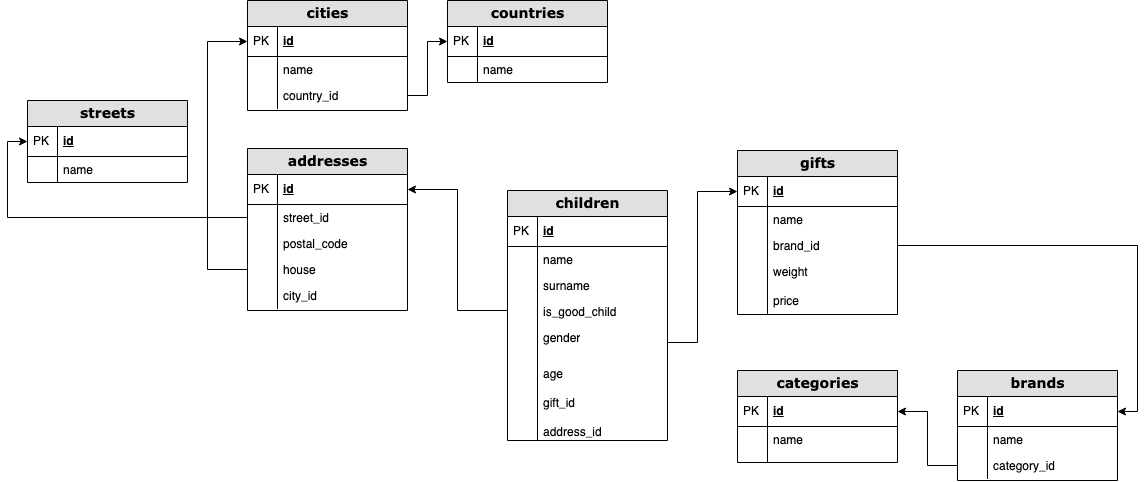 cities
PK id
name
country_id
countries
PK id
name
streets
PK id
name
addresses
PK id
street_id
postal_code
house
city_id
children
PK id
name
surname
is_good_child
gender
age
gift_id
address_id
gifts
PK id
name
brand_id
weight
price
categories
PK id
name
brands
PK id
name
category_id